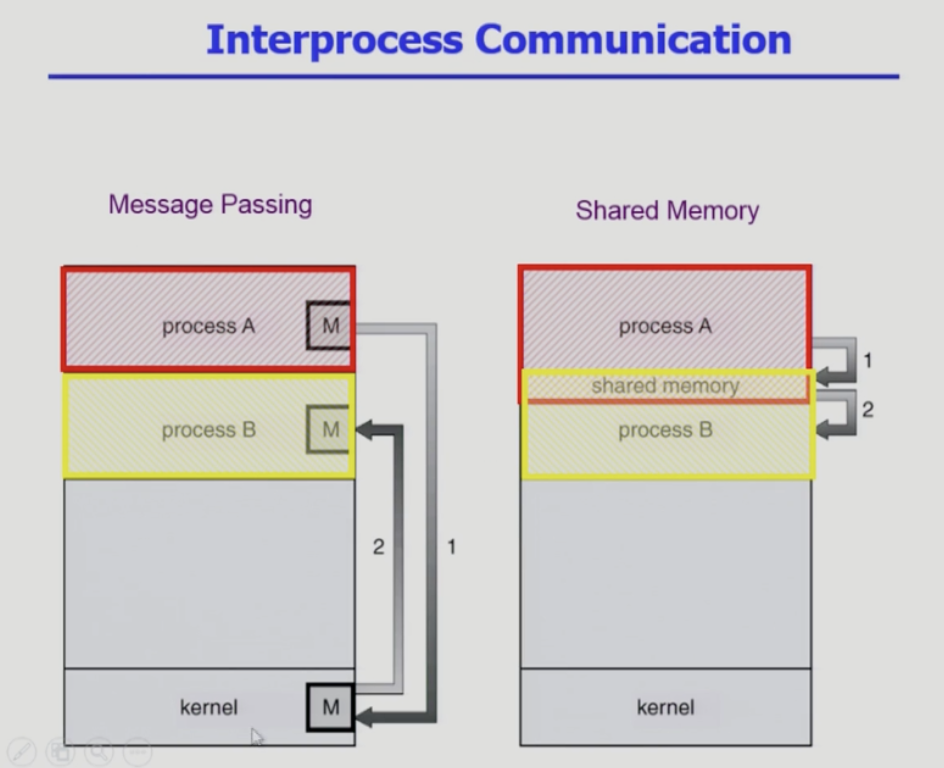 Interprocess Communication
Message Passing
process A
M
process B
M
2
1
kernel
M
Shared Memory
process A
1
shared memory
2
process B
kernel